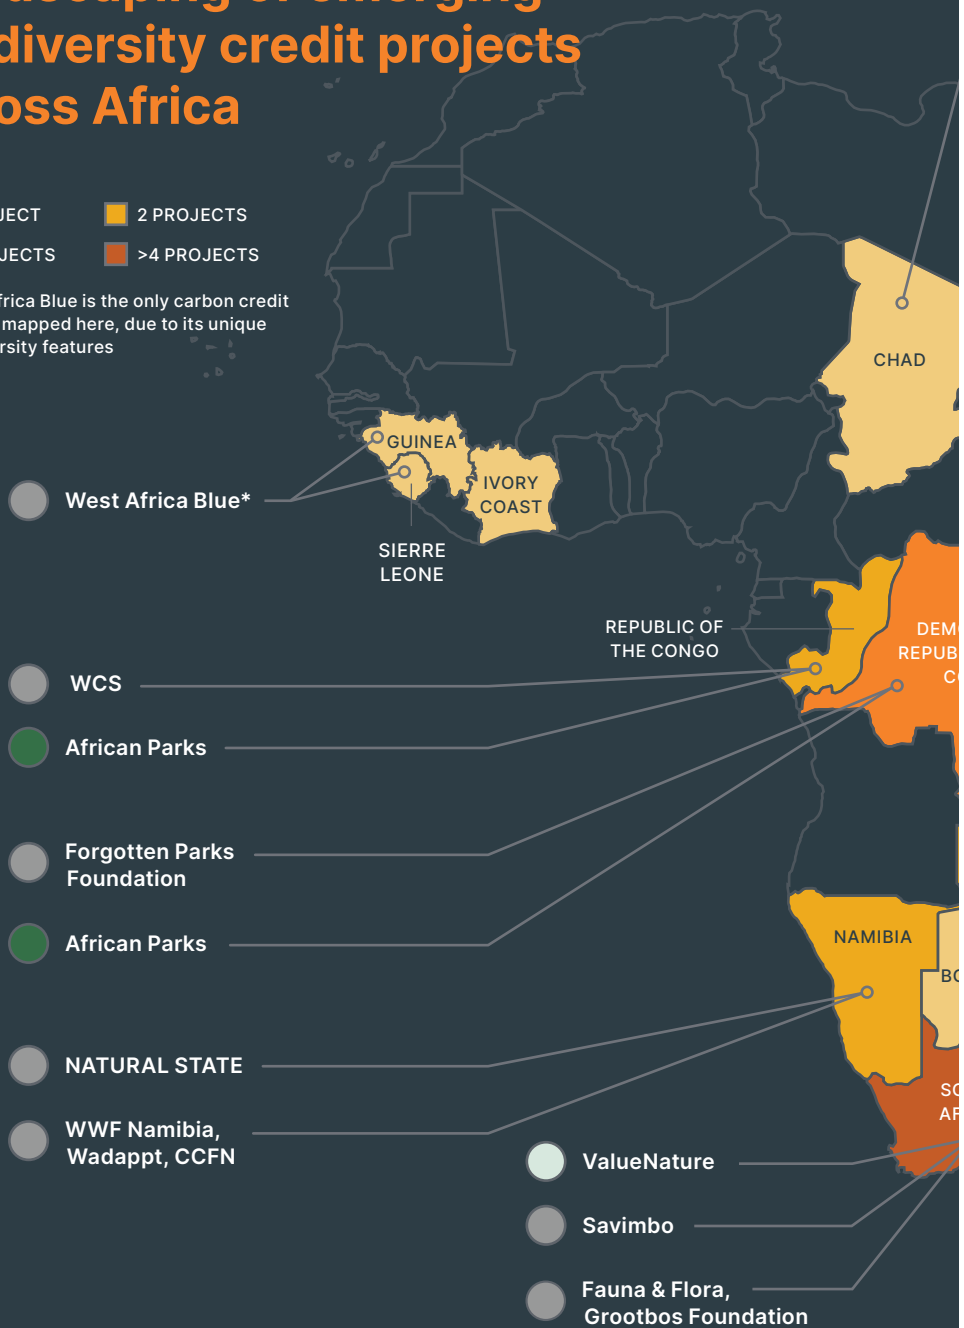 diversity credit projects
oss Africa
JECT
2 PROJECTS
JECTS
>4 PROJECTS
frica Blue is the only carbon credit
mapped here, due to its unique
rsity features
CHAD
GUINEA
IVORY
COAST
West Africa Blue*
SIERRE
LEONE
REPUBLIC OF
THE CONGO
DEM
REPUB
C
WCS
African Parks
Forgotten Parks
Foundation
African Parks
NAMIBIA
BO
NATURAL STATE
SO
AF
WWF Namibia,
Wadappt, CCFN
ValueNature
Savimbo
Fauna & Flora,
Grootbos Foundation